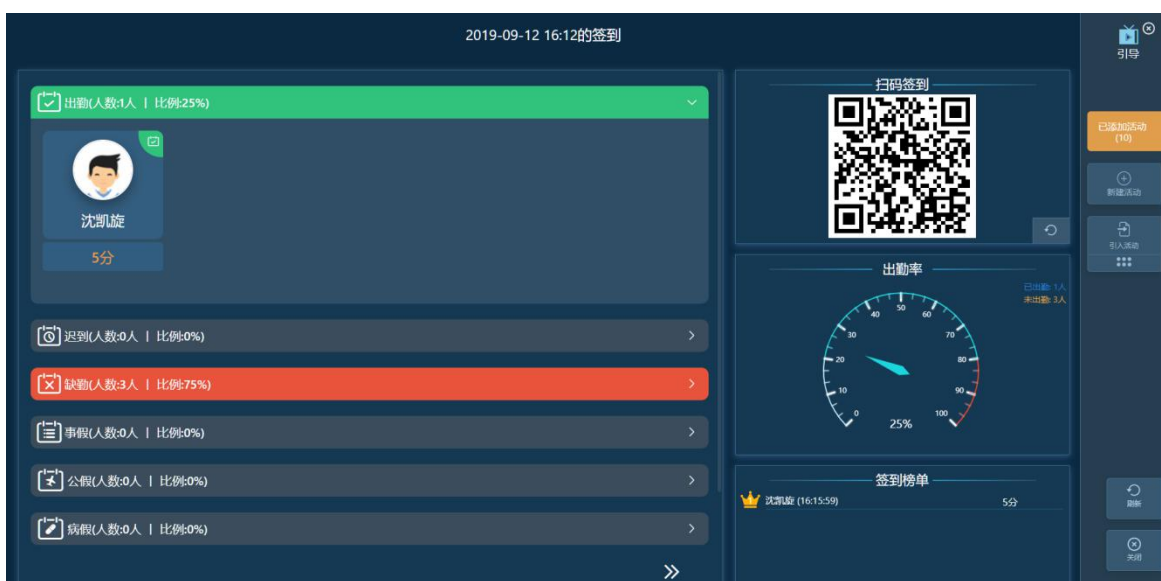 2019-09-12 16:12的签到
引导
出勤(人数:1人 | 比例:25%)
沈凯旋
5分
迟到(人数:0人 | 比例:0%)
缺勤(人数:3人 | 比例:75%)
事假(人数:0人 | 比例:0%)
公假(人数:0人 | 比例:0%)
病假(人数:0人 | 比例:0%)
扫码签到
出勤率
已出勤: 1人
未出勤: 3人
0
10
20
30
40
50
60
70
80
90
100
25%
签到榜单
沈凯旋 (16:15:59) 5分
已添加活动
(10)
新建活动
引入活动
刷新
关闭